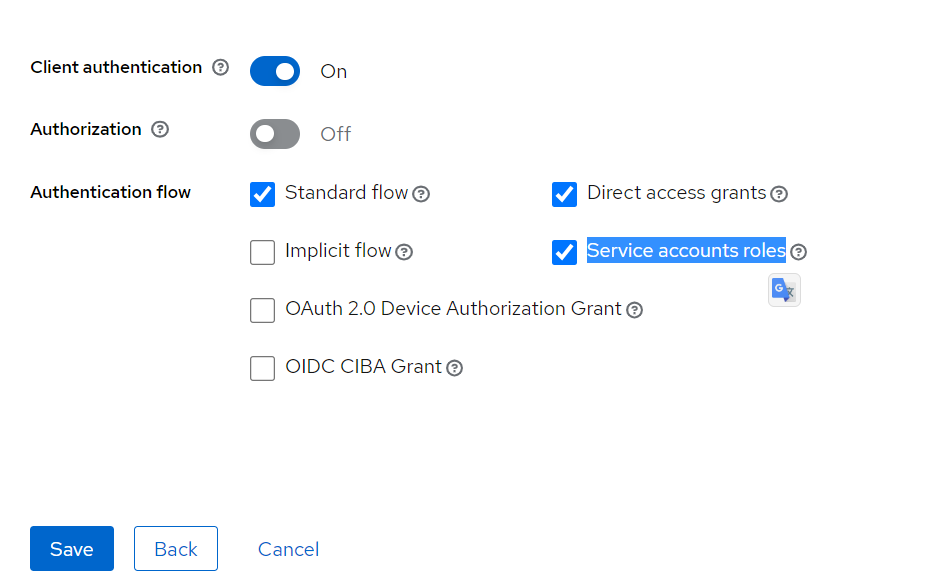 Client authentication
On
Authorization
Off
Authentication flow
Standard flow
Direct access grants
Implicit flow
Service accounts roles
OAuth 2.0 Device Authorization Grant
OIDC CIBA Grant
Save
Back
Cancel